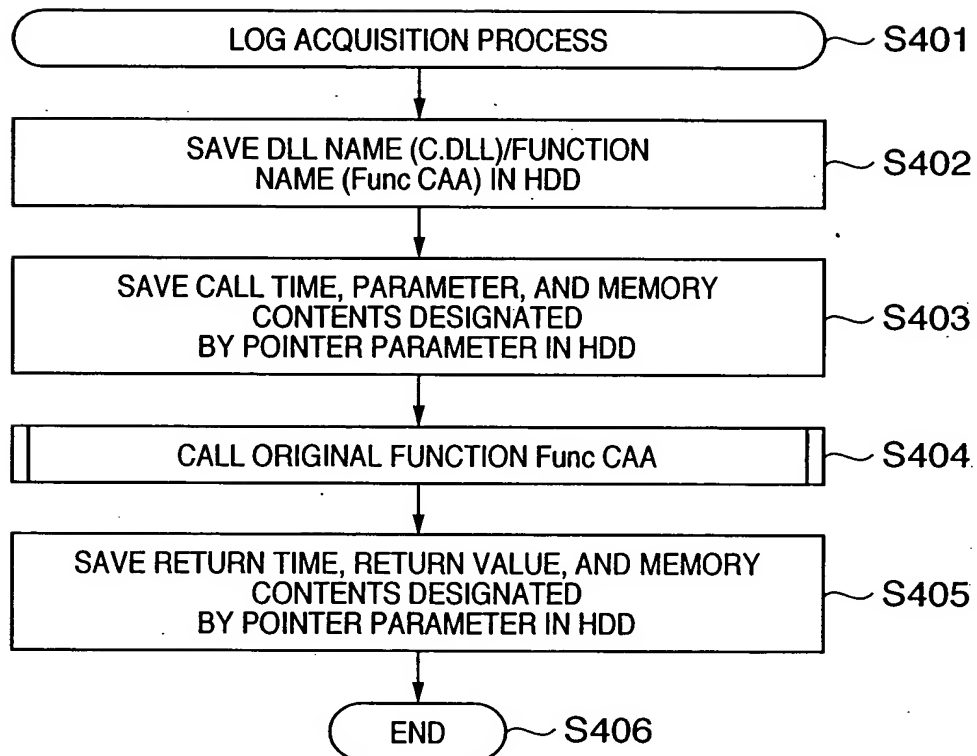 LOG ACQUISITION PROCESS
S401
SAVE DLL NAME (C.DLL)/FUNCTION
NAME (Func CAA) IN HDD
S402
SAVE CALL TIME, PARAMETER, AND MEMORY
CONTENTS DESIGNATED
BY POINTER PARAMETER IN HDD
S403
CALL ORIGINAL FUNCTION Func CAA
S404
SAVE RETURN TIME, RETURN VALUE, AND MEMORY
CONTENTS DESIGNATED
BY POINTER PARAMETER IN HDD
S405
END
S406